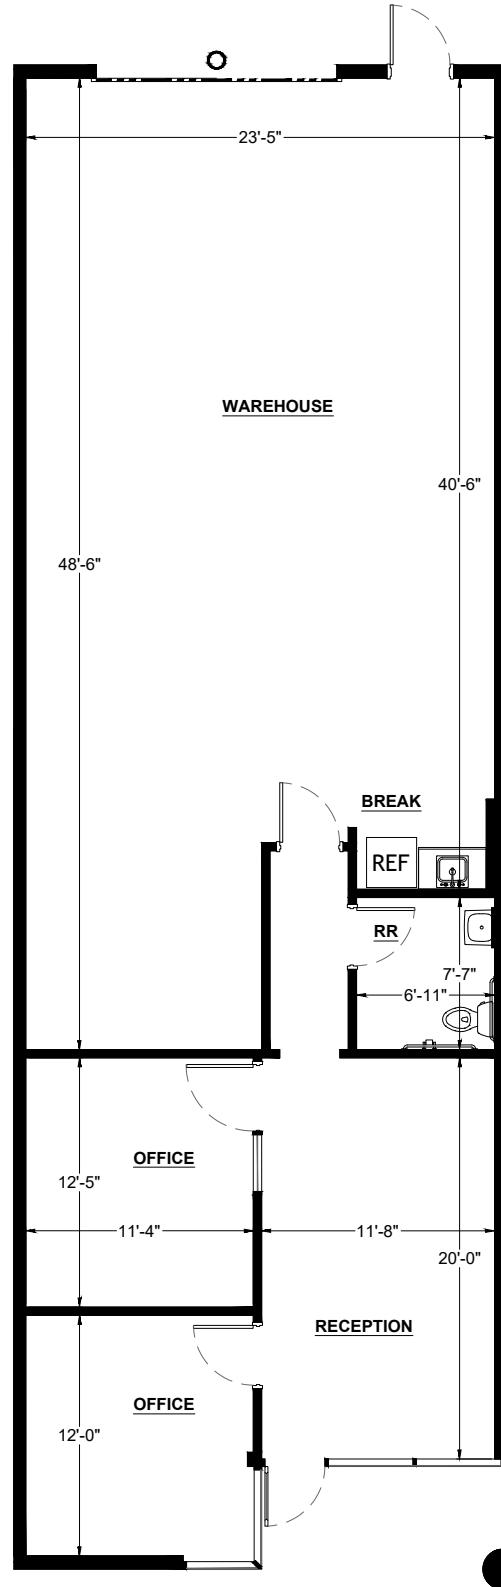 23'-5"
WAREHOUSE
40'-6"
48'-6"
BREAK
REF
RR
7'-7"
6'-11"
OFFICE
12'-5"
11'-4"
11'-8"
20'-0"
RECEPTION
OFFICE
12'-0"